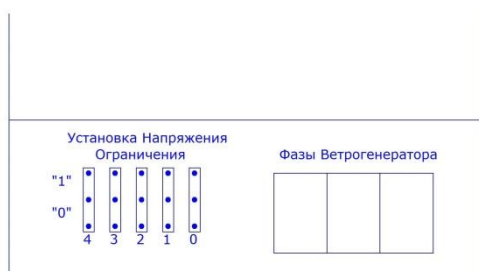 Установка Напряжения
Ограничения
Фазы Ветрогенератора
"1"
"0"
4 3 2 1 0